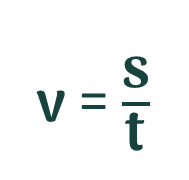 v = s/t